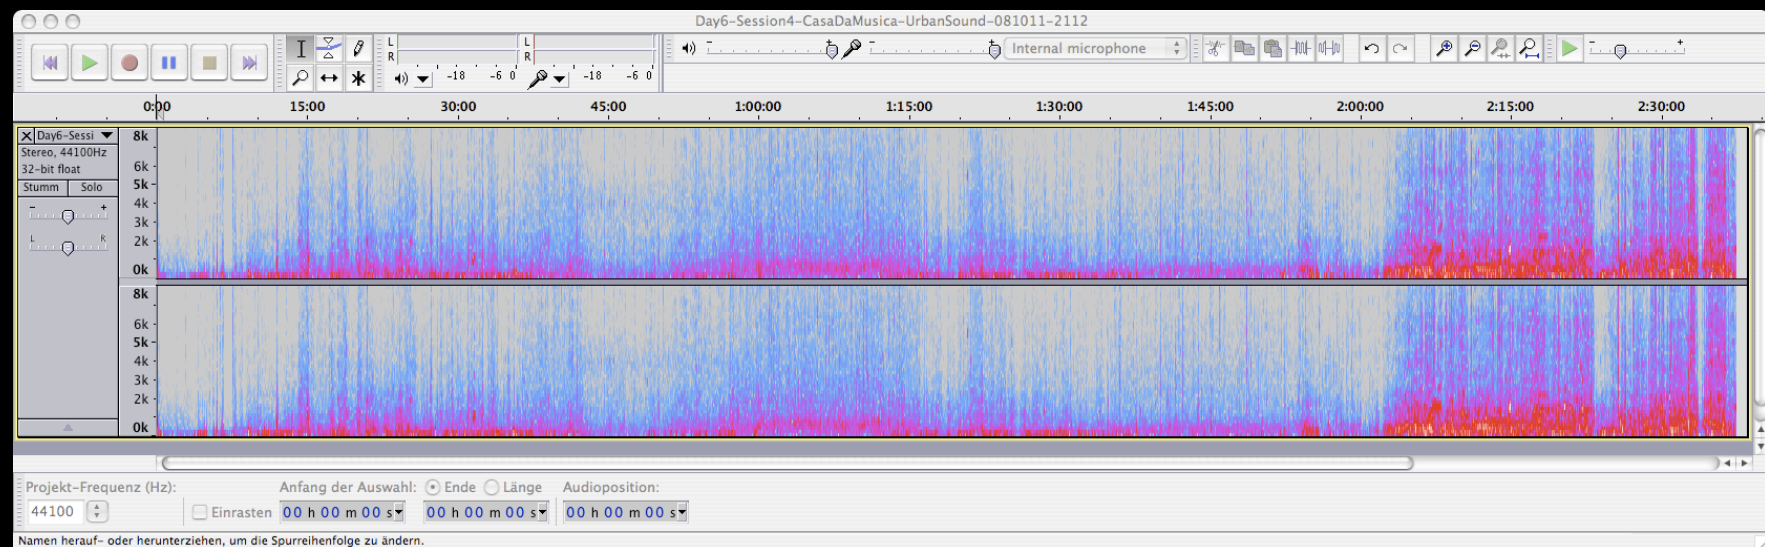 Day6-Session4-CasaDaMusica-UrbanSound-081011-2112
L L
R R
Internal microphone
-18 -6 0 -18 -6 0
0:00 15:00 30:00 45:00 1:00:00 1:15:00 1:30:00 1:45:00 2:00:00 2:15:00 2:30:00
X Day6-Sessi
Stereo, 44100Hz
32-bit float
Stumm Solo
- +
L R
8k
6k
5k
4k
3k
2k
0k
8k
6k
5k
4k
3k
2k
0k
Projekt-Frequenz (Hz): Anfang der Auswahl: Ende Länge Audioposition:
44100 Einrasten 00 h 00 m 00 s 00 h 00 m 00 s 00 h 00 m 00 s
Namen herauf- oder herunterziehen, um die Spurreihenfolge zu ändern.